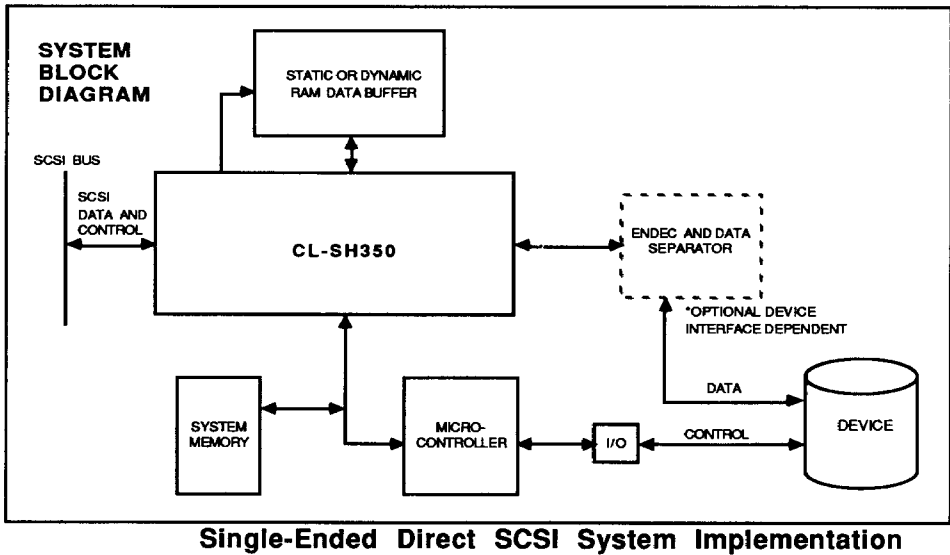 SYSTEM
BLOCK
DIAGRAM
STATIC OR DYNAMIC
RAM DATA BUFFER
SCSI BUS
SCSI
DATA AND
CONTROL
CL-SH350
ENDEC AND DATA
SEPARATOR
*OPTIONAL DEVICE
INTERFACE DEPENDENT
SYSTEM
MEMORY
MICRO-
CONTROLLER
I/O
DATA
CONTROL
DEVICE
Single-Ended Direct SCSI System Implementation